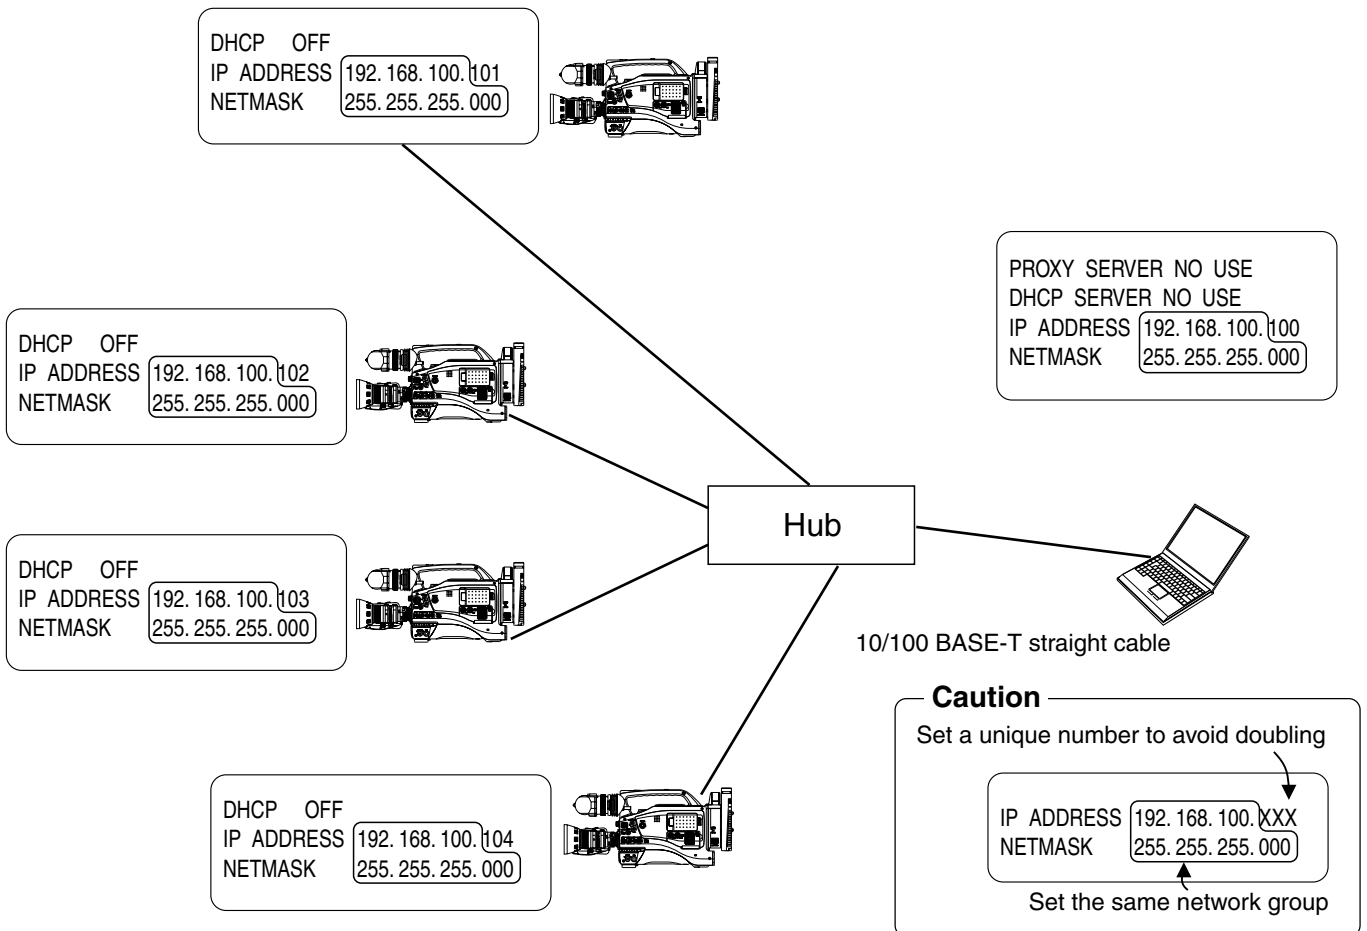 DHCP OFF
IP ADDRESS 192. 168. 100. 101
NETMASK 255. 255. 255. 000
PROXY SERVER NO USE
DHCP SERVER NO USE
IP ADDRESS 192. 168. 100. 100
NETMASK 255. 255. 255. 000
DHCP OFF
IP ADDRESS 192. 168. 100. 102
NETMASK 255. 255. 255. 000
Hub
DHCP OFF
IP ADDRESS 192. 168. 100. 103
NETMASK 255. 255. 255. 000
10/100 BASE-T straight cable
DHCP OFF
IP ADDRESS 192. 168. 100. 104
NETMASK 255. 255. 255. 000
Caution
Set a unique number to avoid doubling
IP ADDRESS 192. 168. 100. XXX
NETMASK 255. 255. 255. 000
Set the same network group